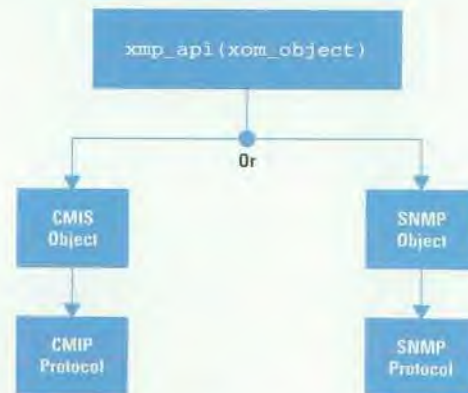 xmp_api(xom_object)
Or
CMIS
Object
SNMP
Object
CMIP
Protocol
SNMP
Protocol